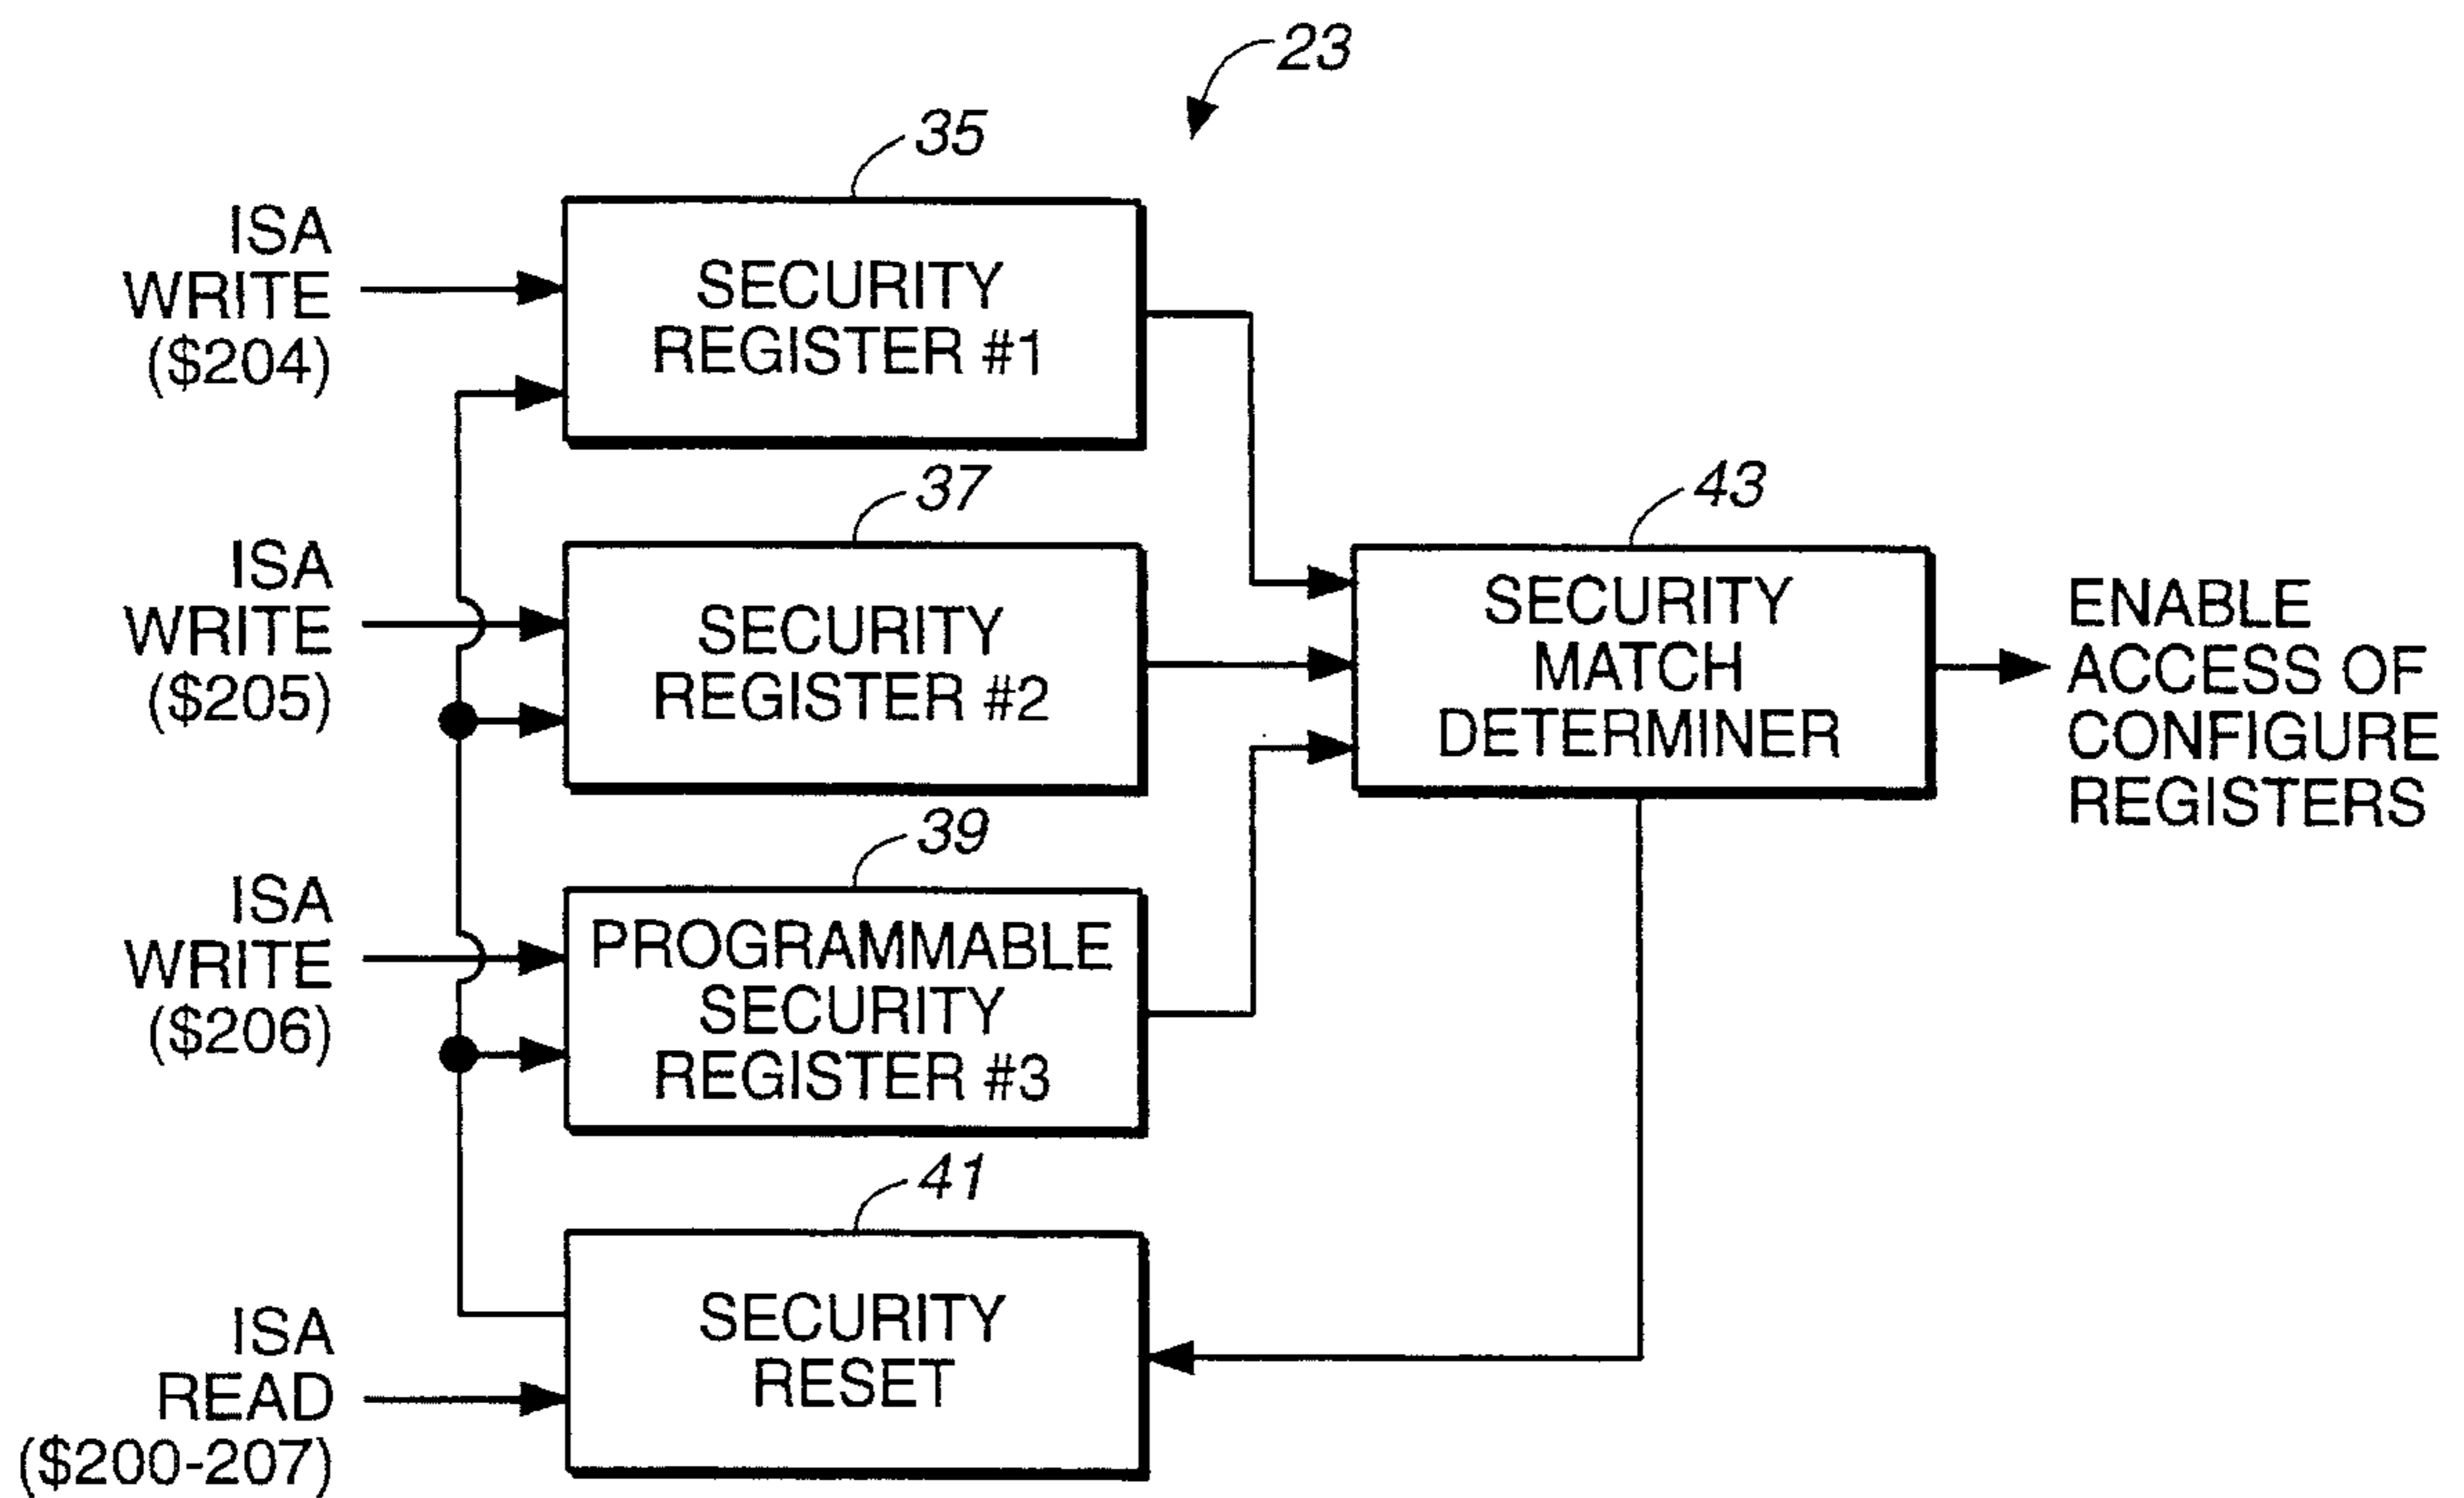 23
35
ISA
WRITE
($204)
SECURITY
REGISTER #1
37
ISA
WRITE
($205)
SECURITY
REGISTER #2
43
SECURITY
MATCH
DETERMINER
ENABLE
ACCESS OF
CONFIGURE
REGISTERS
39
ISA
WRITE
($206)
PROGRAMMABLE
SECURITY
REGISTER #3
41
ISA
READ
($200-207)
SECURITY
RESET